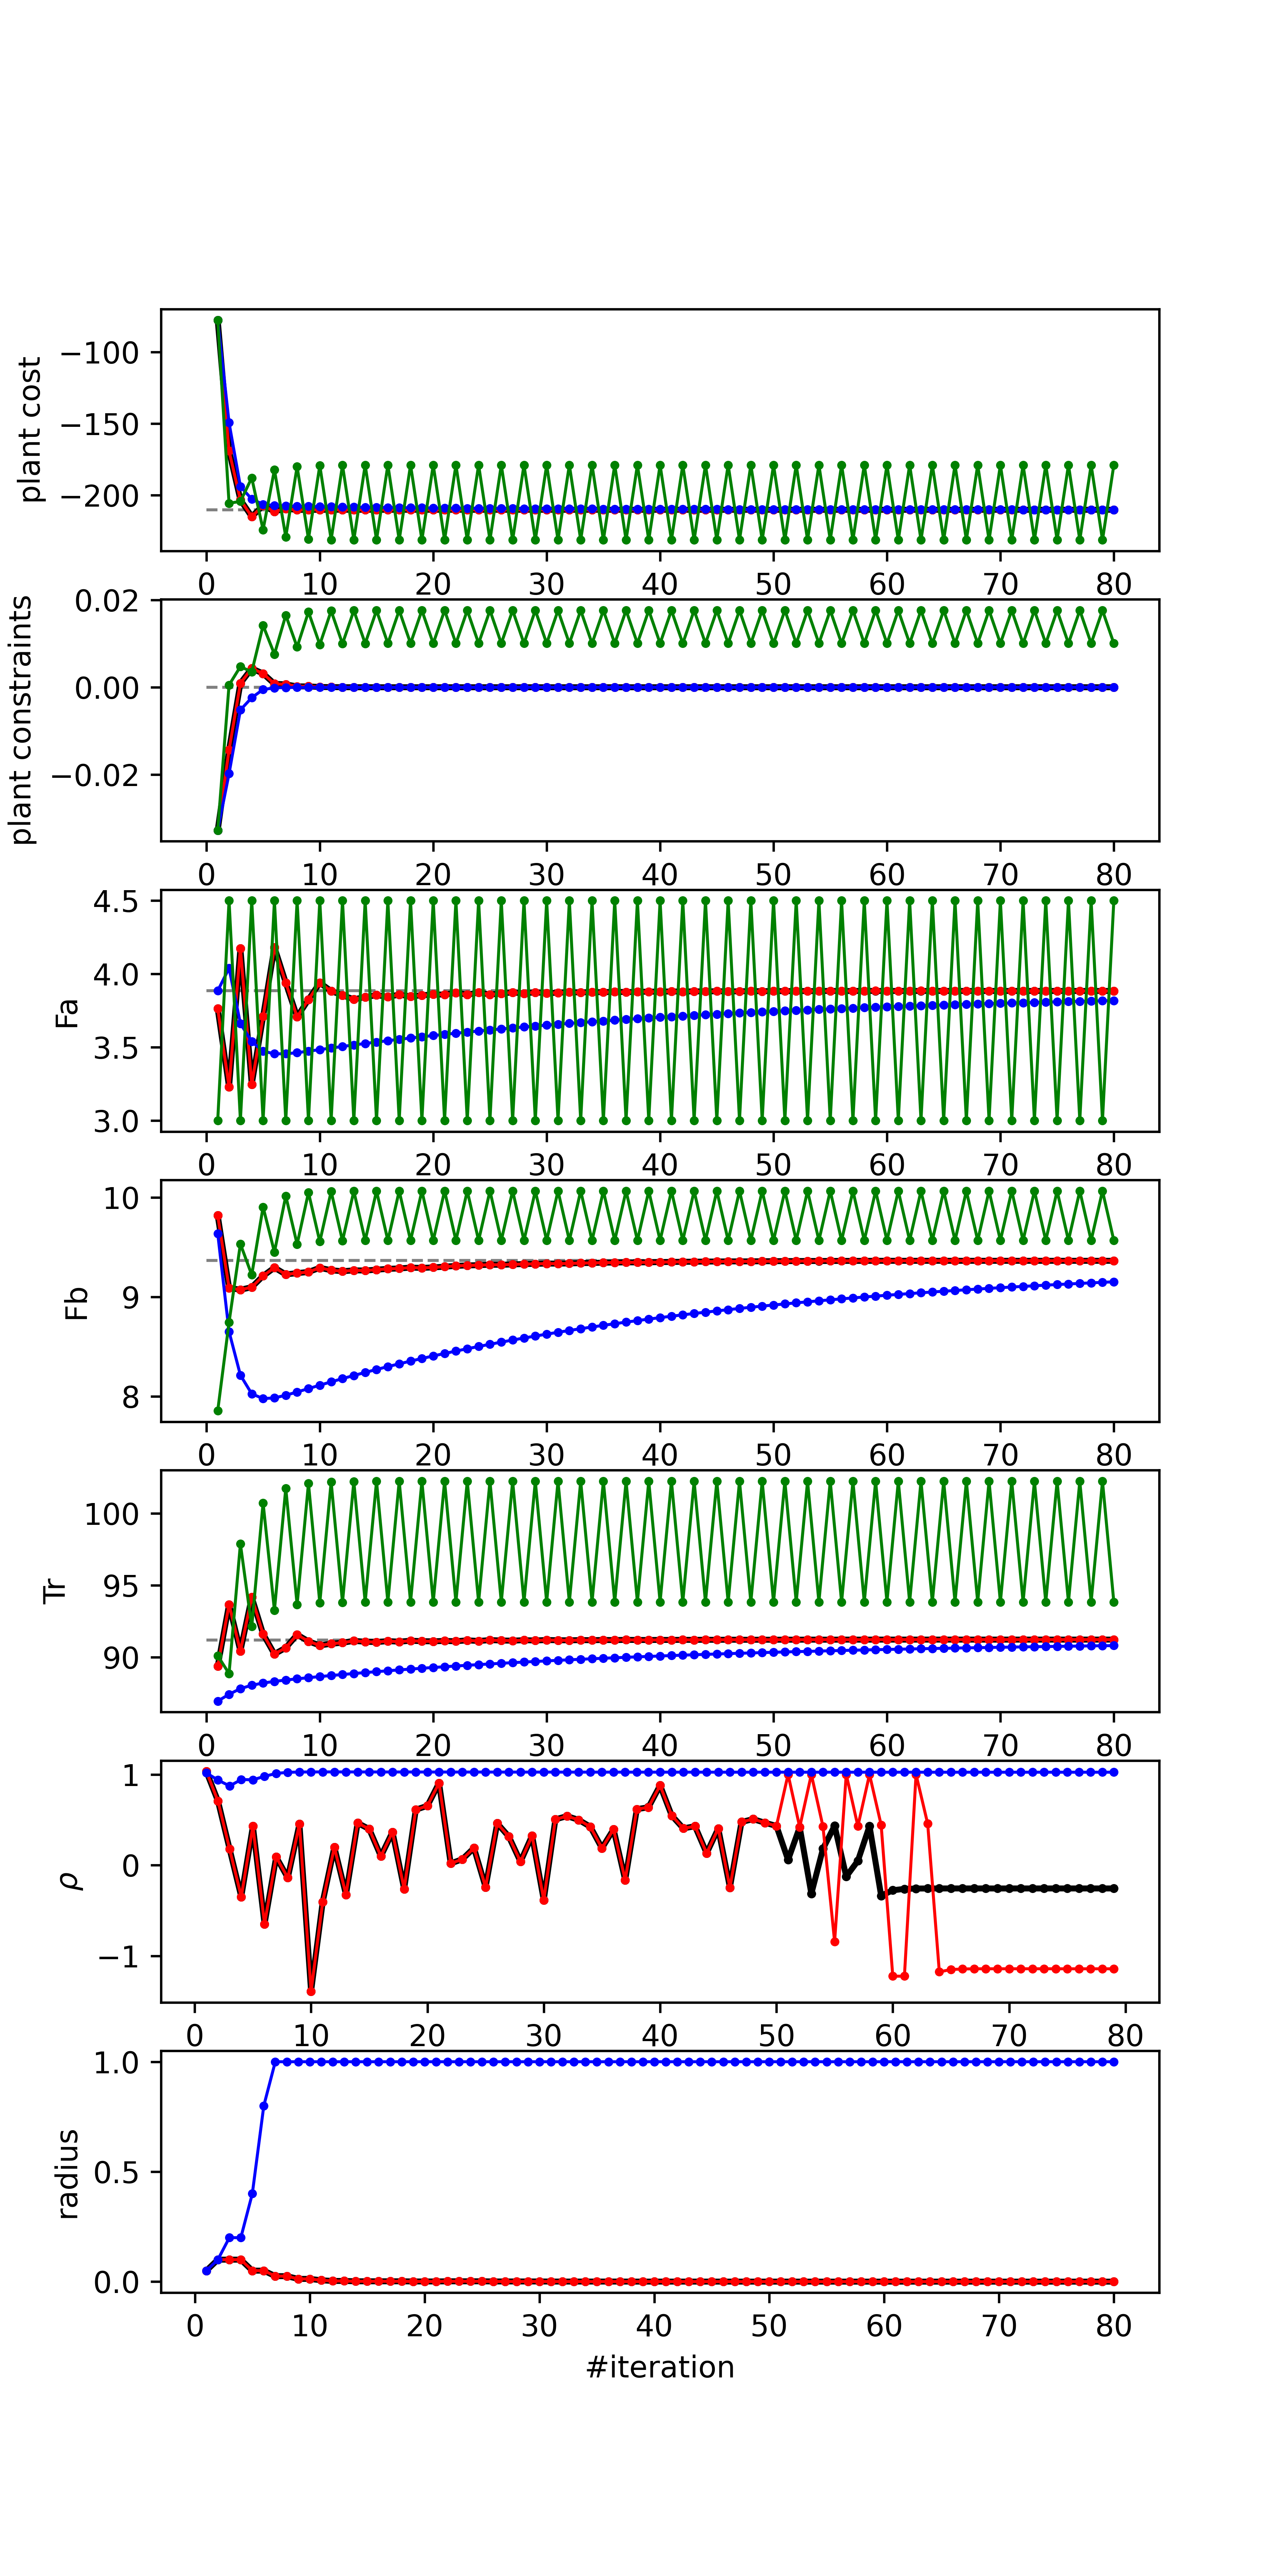 plant cost
−100
−150
−200
0 10 20 30 40 50 60 70 80
plant constraints
0.02
0.00
−0.02
0 10 20 30 40 50 60 70 80
Fa
4.5
4.0
3.5
3.0
0 10 20 30 40 50 60 70 80
Fb
10
9
8
0 10 20 30 40 50 60 70 80
Tr
100
95
90
0 10 20 30 40 50 60 70 80
ρ
1
0
−1
0 10 20 30 40 50 60 70 80
radius
1.0
0.5
0.0
0 10 20 30 40 50 60 70 80
#iteration